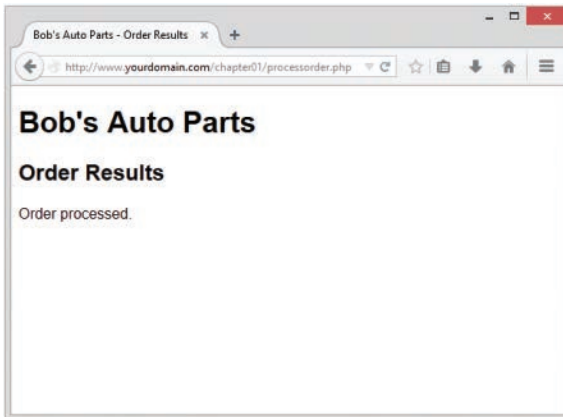 Bob's Auto Parts - Order Results
http://www.yourdomain.com/chapter01/processorder.php
Bob's Auto Parts
Order Results
Order processed.